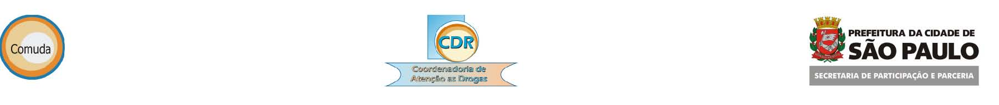 Comuda
CDR
Coordenadoria de
Atenção as Drogas
PREFEITURA DA CIDADE DE
SÃO PAULO
SECRETARIA DE PARTICIPAÇÃO E PARCERIA